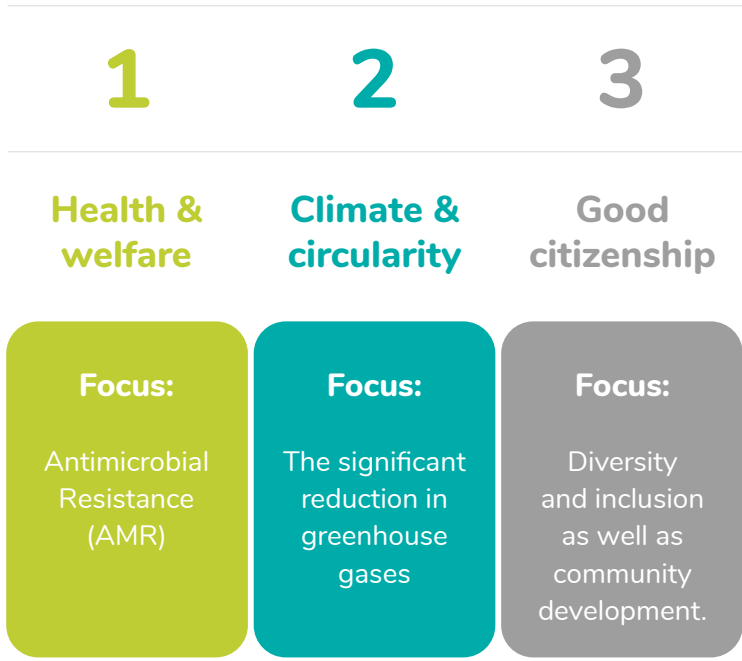 1
2
3
Health &
welfare
Climate &
circularity
Good
citizenship
Focus:
Antimicrobial
Resistance
(AMR)
Focus:
The significant
reduction in
greenhouse
gases
Focus:
Diversity
and inclusion
as well as
community
development.